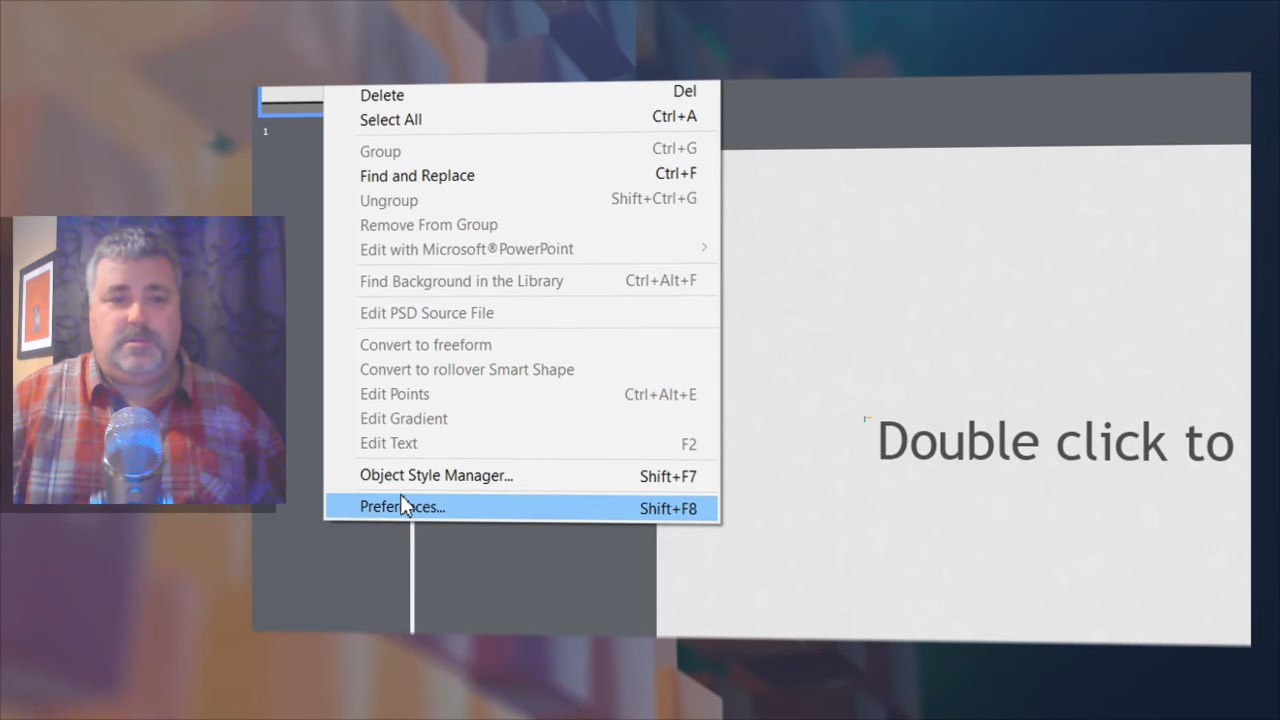 Delete Del
Select All Ctrl+A
1
Group Ctrl+G
Find and Replace Ctrl+F
Ungroup Shift+Ctrl+G
Remove From Group
Edit with Microsoft®PowerPoint
Find Background in the Library Ctrl+Alt+F
Edit PSD Source File
Convert to freeform
Convert to rollover Smart Shape
Edit Points Ctrl+Alt+E
Edit Gradient
Edit Text F2
Double click to
Object Style Manager... Shift+F7
Preferences... Shift+F8